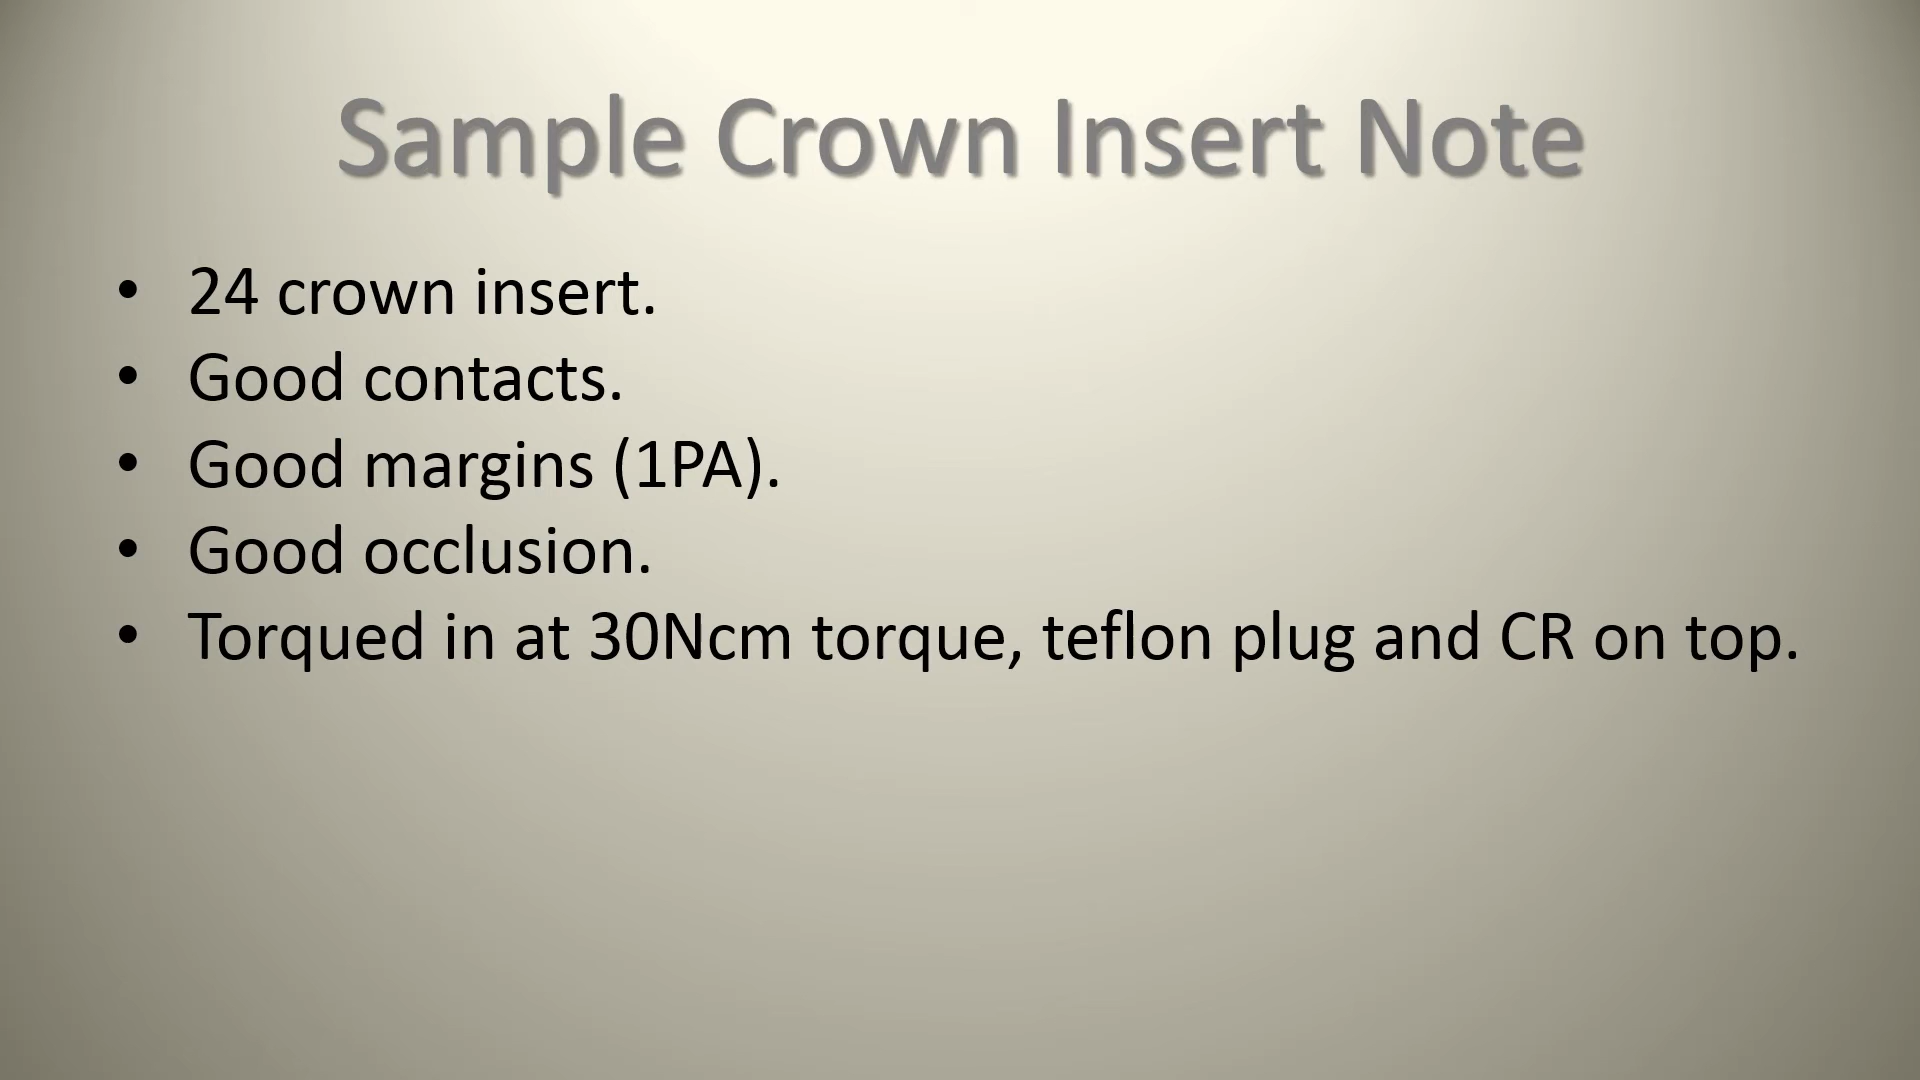 Sample Crown Insert Note
• 24 crown insert.
• Good contacts.
• Good margins (1PA).
• Good occlusion.
• Torqued in at 30Ncm torque, teflon plug and CR on top.